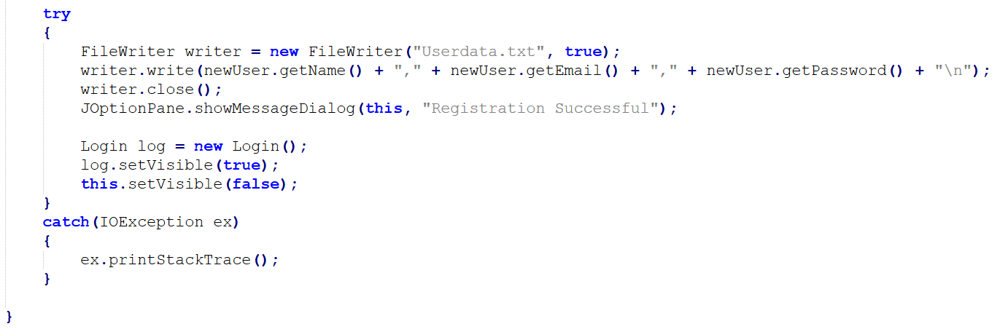 try
{
FileWriter writer = new FileWriter("Userdata.txt", true);
writer.write(newUser.getName() + "," + newUser.getEmail() + "," + newUser.getPassword() + "\n");
writer.close();
JOptionPane.showMessageDialog(this, "Registration Successful");
Login log = new Login();
log.setVisible(true);
this.setVisible(false);
}
catch(IOException ex)
{
ex.printStackTrace();
}
}